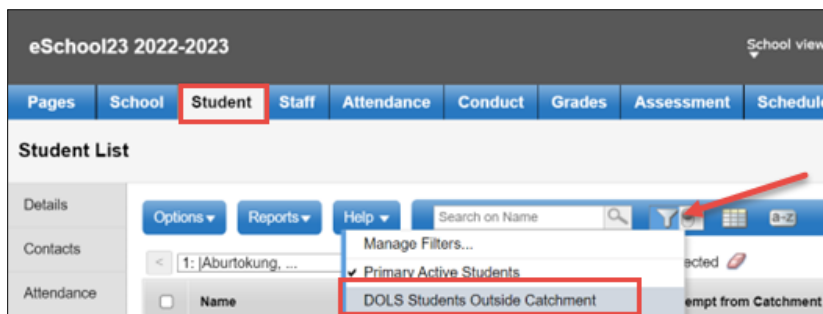 eSchool23 2022-2023
School view
Pages School Student Staff Attendance Conduct Grades Assessment Schedule
Student List
Details
Options Reports Help Search on Name a-z
Manage Filters...
Contacts
1: |Aburtokung, ...
Primary Active Students
Attendance
Name
DOLS Students Outside Catchment
from Catchment